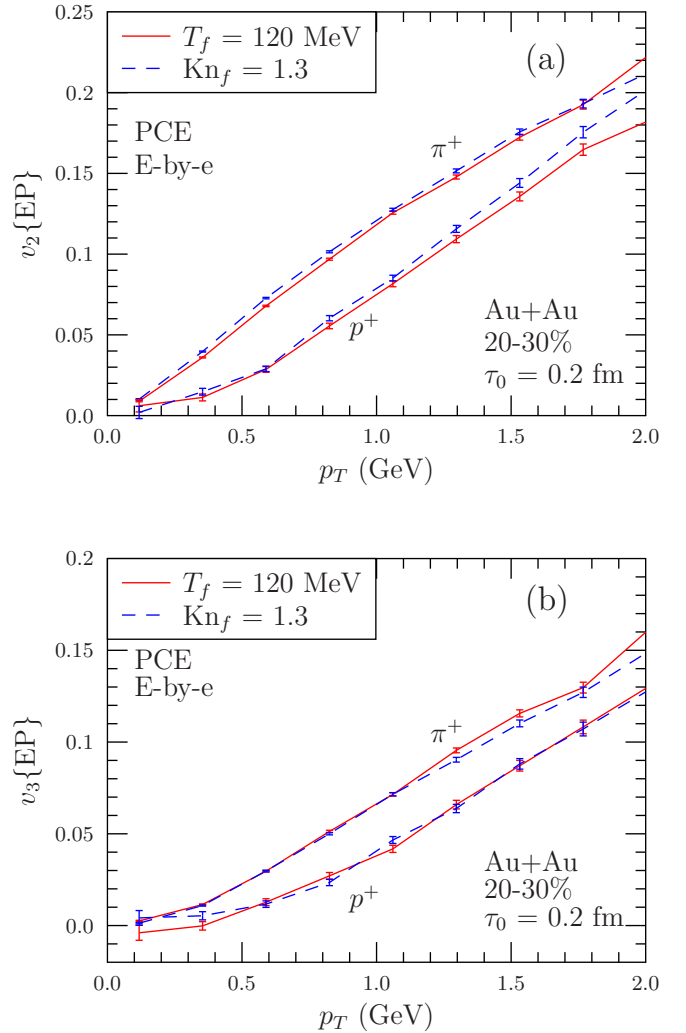 T_f = 120 MeV
Kn_f = 1.3
(a)
PCE
E-by-e
π⁺
p⁺
Au+Au
20-30%
τ₀ = 0.2 fm
v₂{EP}
0.25
0.2
0.15
0.1
0.05
0.0
0.0 0.5 1.0 1.5 2.0
p_T (GeV)
T_f = 120 MeV
Kn_f = 1.3
(b)
PCE
E-by-e
π⁺
p⁺
Au+Au
20-30%
τ₀ = 0.2 fm
v₃{EP}
0.2
0.15
0.1
0.05
0.0
0.0 0.5 1.0 1.5 2.0
p_T (GeV)